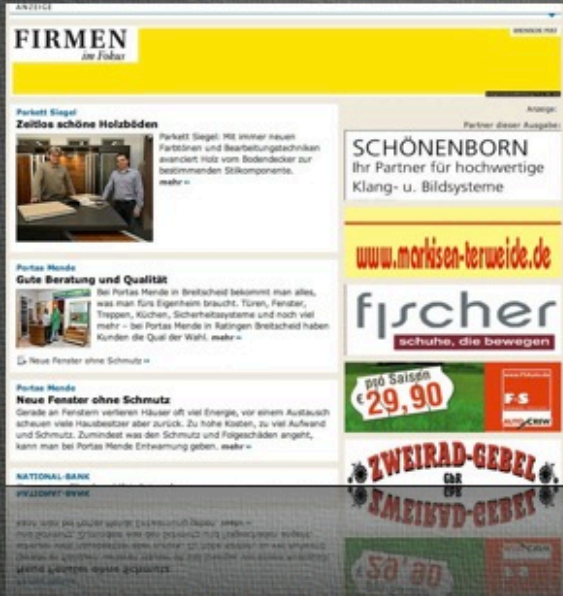 ANZEIGE
FIRMEN
im Fokus
RHEINISCHE POST
Parkett Siegel
Zeitlos schöne Holzböden
Parkett Siegel: Mit immer neuen
Farbtönen und Bearbeitungstechniken
avanciert Holz vom Bodendecker zur
bestimmenden Stilkomponente.
mehr »
Portas Mende
Gute Beratung und Qualität
Bei Portas Mende in Breitscheid bekommt man alles,
was man fürs Eigenheim braucht. Türen, Fenster,
Treppen, Küchen, Sicherheitssysteme und noch viel
mehr – bei Portas Mende in Ratingen Breitscheid haben
Kunden die Qual der Wahl. mehr »
Neue Fenster ohne Schmutz »
Portas Mende
Neue Fenster ohne Schmutz
Gerade an Fenstern verlieren Häuser oft viel Energie, vor einem Austausch
scheuen viele Hausbesitzer aber zurück. Zu hohe Kosten, zu viel Aufwand
und Schmutz. Zumindest was den Schmutz und Folgeschäden angeht,
kann man bei Portas Mende Entwarnung geben. mehr »
NATIONAL-BANK
Anzeige:
Partner dieser Ausgabe:
SCHÖNENBORN
Ihr Partner für hochwertige
Klang- u. Bildsysteme
www.markisen-terweide.de
fischer
schuhe, die bewegen
pro Saison
€ 29,90
F·S
AUTO CREW
ZWEIRAD-GEBEL
GbR